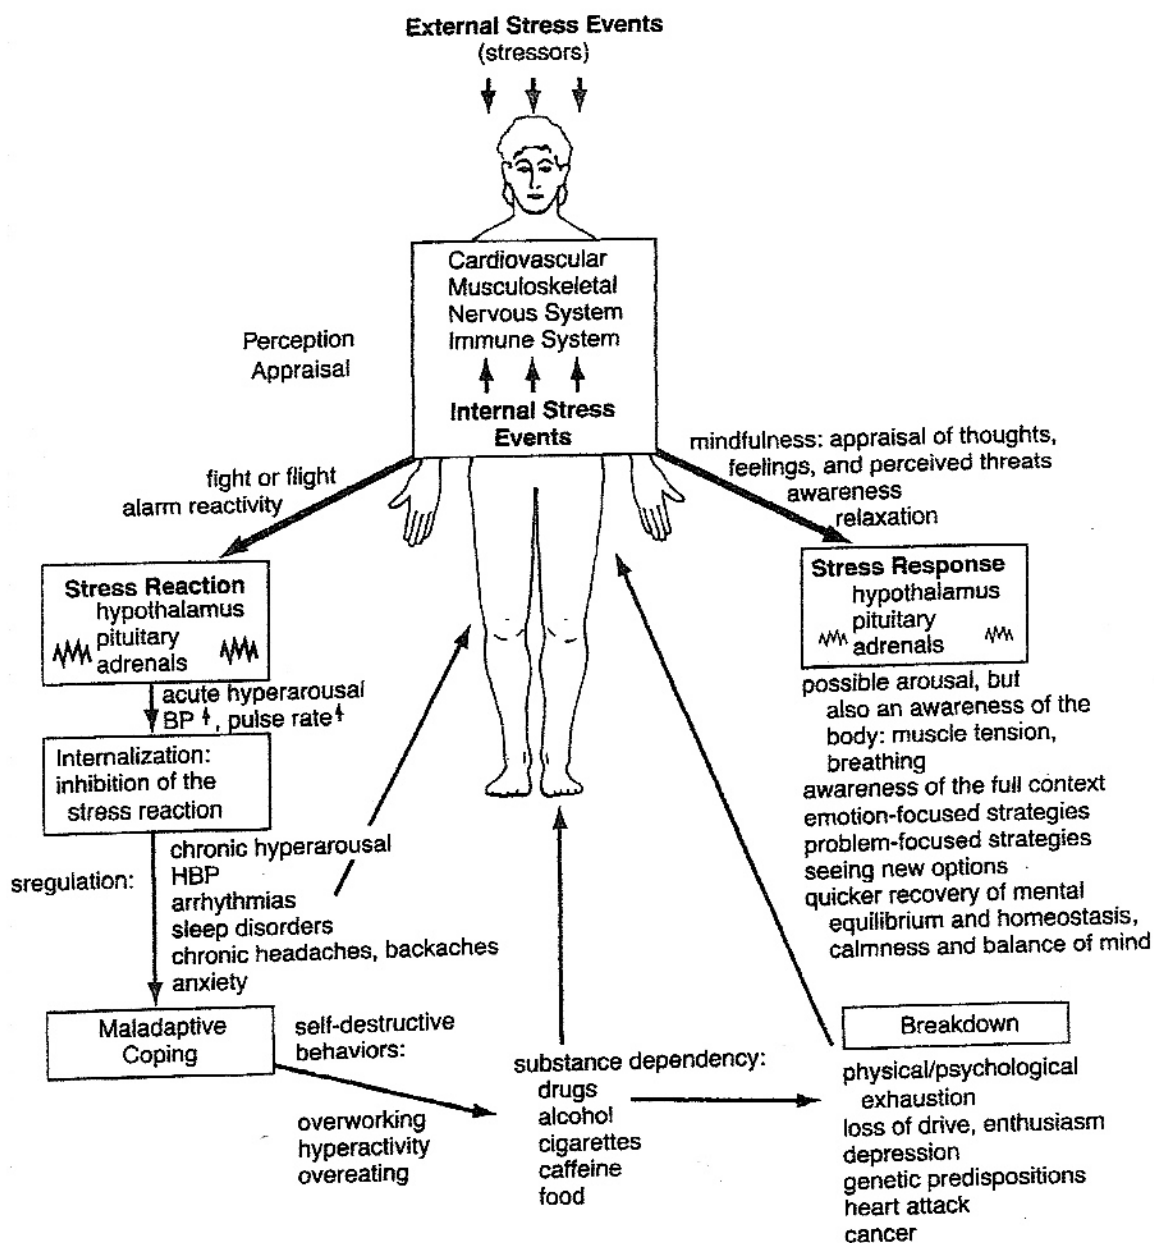 External Stress Events
(stressors)
Cardiovascular
Musculoskeletal
Nervous System
Immune System
Internal Stress
Events
Perception
Appraisal
fight or flight
alarm reactivity
mindfulness: appraisal of thoughts,
feelings, and perceived threats
awareness
relaxation
Stress Reaction
hypothalamus
pituitary
adrenals
acute hyperarousal
BP , pulse rate
Internalization:
inhibition of the
stress reaction
sregulation:
chronic hyperarousal
HBP
arrhythmias
sleep disorders
chronic headaches, backaches
anxiety
Stress Response
hypothalamus
pituitary
adrenals
possible arousal, but
also an awareness of the
body: muscle tension,
breathing
awareness of the full context
emotion-focused strategies
problem-focused strategies
seeing new options
quicker recovery of mental
equilibrium and homeostasis,
calmness and balance of mind
Maladaptive
Coping
self-destructive
behaviors:
overworking
hyperactivity
overeating
substance dependency:
drugs
alcohol
cigarettes
caffeine
food
Breakdown
physical/psychological
exhaustion
loss of drive, enthusiasm
depression
genetic predispositions
heart attack
cancer